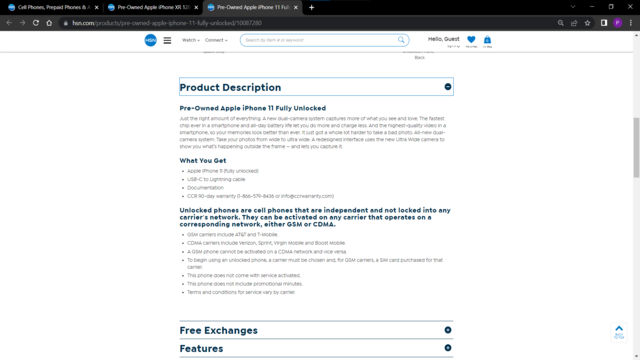 Cell Phones, Prepaid Phones & A
Pre-Owned Apple iPhone XR 128
Pre-Owned Apple iPhone 11 Fully
hsn.com/products/pre-owned-apple-iphone-11-fully-unlocked/10087280
HSN
Watch
Connect
Search by item # or keyword
Hello, Guest
Black
Product Description
Pre-Owned Apple iPhone 11 Fully Unlocked
Just the right amount of everything. A new dual-camera system captures more of what you see and love. The fastest
chip ever in a smartphone and all-day battery life let you do more and charge less. And the highest-quality video in a
smartphone, so your memories look better than ever. It just got a whole lot harder to take a bad photo. All-new dual-
camera system. Take your photos from wide to ultra wide. A redesigned interface uses the new Ultra Wide camera to
show you what's happening outside the frame — and lets you capture it
What You Get
• Apple iPhone 11 (fully unlocked)
• USB-C to Lightning cable
• Documentation
• CCR 90-day warranty (1-866-579-8436 or info@ccrwarranty.com)
Unlocked phones are cell phones that are independent and not locked into any
carrier's network. They can be activated on any carrier that operates on a
corresponding network, either GSM or CDMA.
• GSM carriers include AT&T and T-Mobile.
• CDMA carriers include Verizon, Sprint, Virgin Mobile and Boost Mobile.
• A GSM phone cannot be activated on a CDMA network and vice versa.
• To begin using an unlocked phone, a carrier must be chosen and, for GSM carriers, a SIM card purchased for that
carrier.
• This phone does not come with service activated.
• This phone does not include promotional minutes.
• Terms and conditions for service vary by carrier.
Free Exchanges
Features
BACK
TO TOP